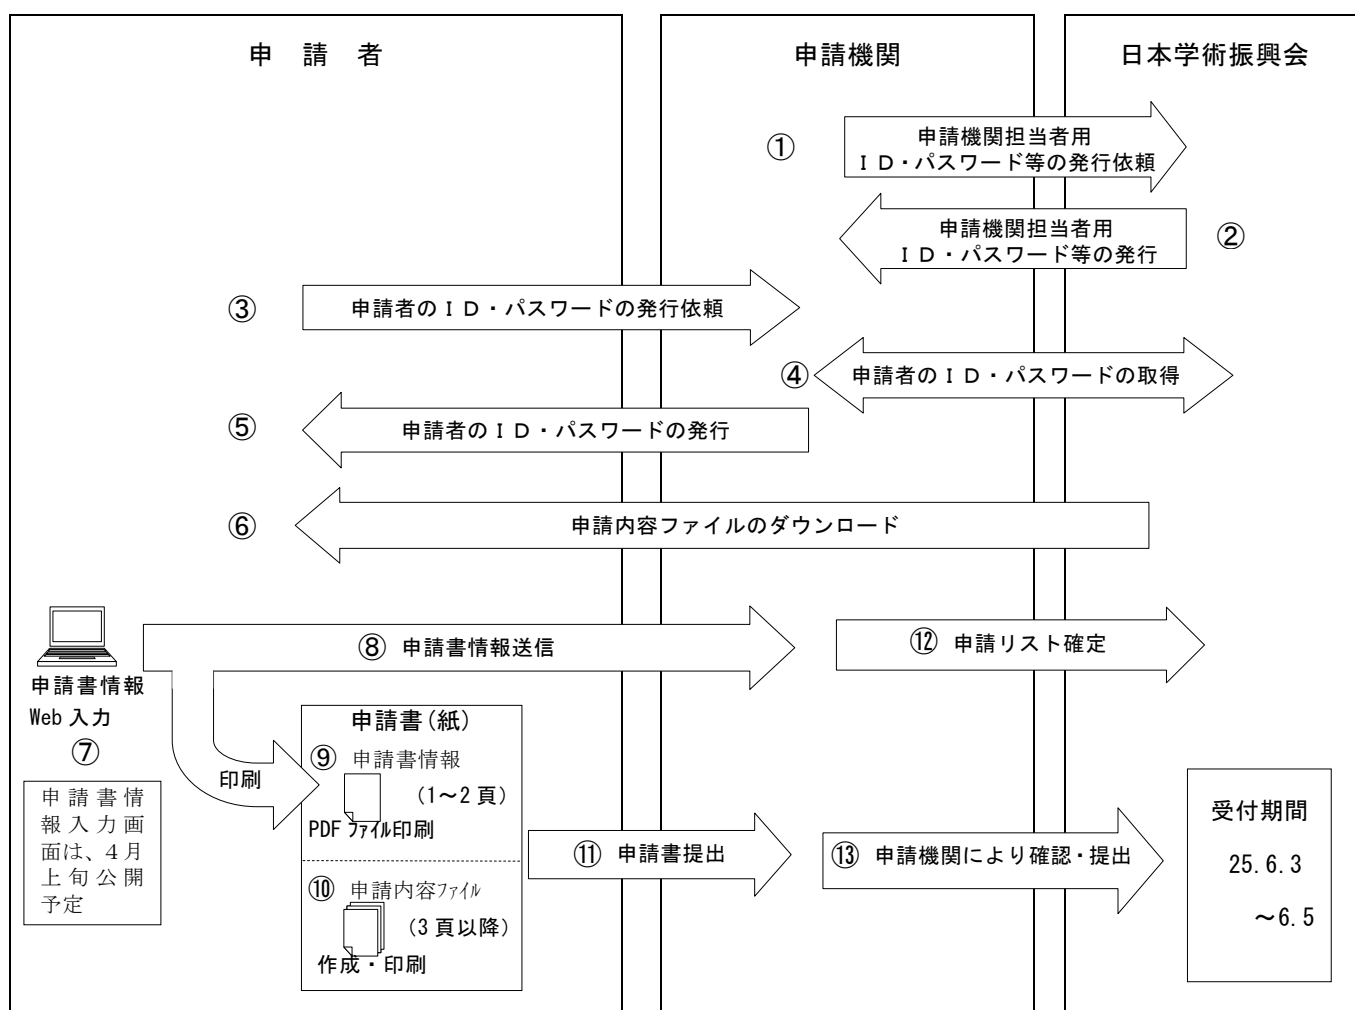 申 請 者
申請機関
日本学術振興会
①
申請機関担当者用
ＩＤ・パスワード等の発行依頼
申請機関担当者用
ＩＤ・パスワード等の発行
②
③
申請者のＩＤ・パスワードの発行依頼
④
申請者のＩＤ・パスワードの取得
⑤
申請者のＩＤ・パスワードの発行
⑥
申請内容ファイルのダウンロード
⑧ 申請書情報送信
⑫ 申請リスト確定
申請書情報
Web 入力
⑦
申請書情
報入力画
面は、４月
上旬公開
予定
印刷
申請書(紙)
⑨ 申請書情報
(1～2 頁)
PDF ﾌｧｲﾙ印刷
⑩ 申請内容ﾌｧｲﾙ
(3 頁以降)
作成・印刷
⑪ 申請書提出
⑬ 申請機関により確認・提出
受付期間
25.6.3
～6.5